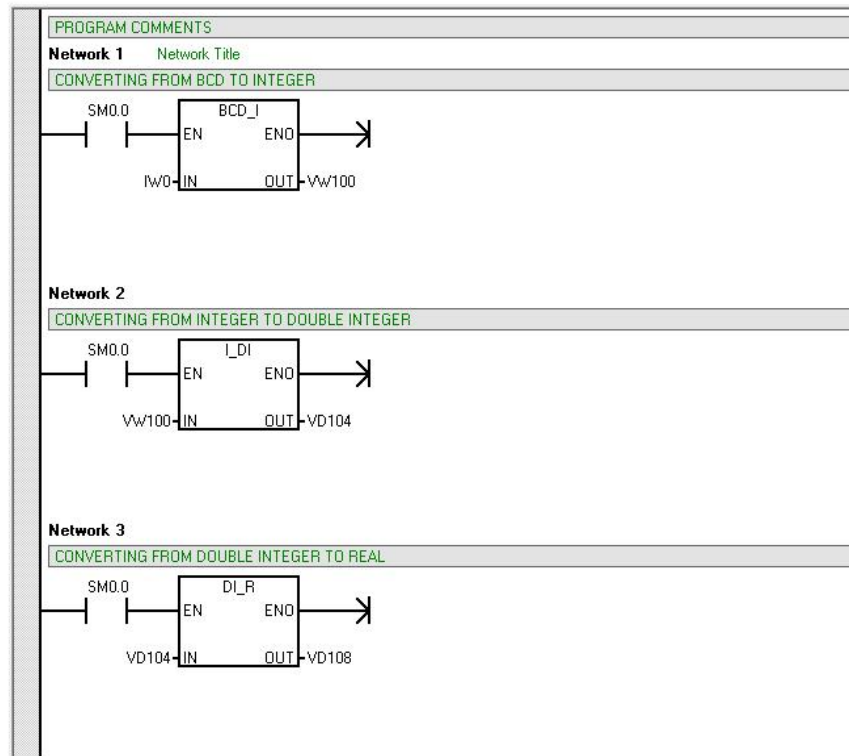 PROGRAM COMMENTS
Network 1 Network Title
CONVERTING FROM BCD TO INTEGER
SM0.0 BCD_I
EN ENO
IW0 IN OUT VW100
Network 2
CONVERTING FROM INTEGER TO DOUBLE INTEGER
SM0.0 I_DI
EN ENO
VW100 IN OUT VD104
Network 3
CONVERTING FROM DOUBLE INTEGER TO REAL
SM0.0 DI_R
EN ENO
VD104 IN OUT VD108